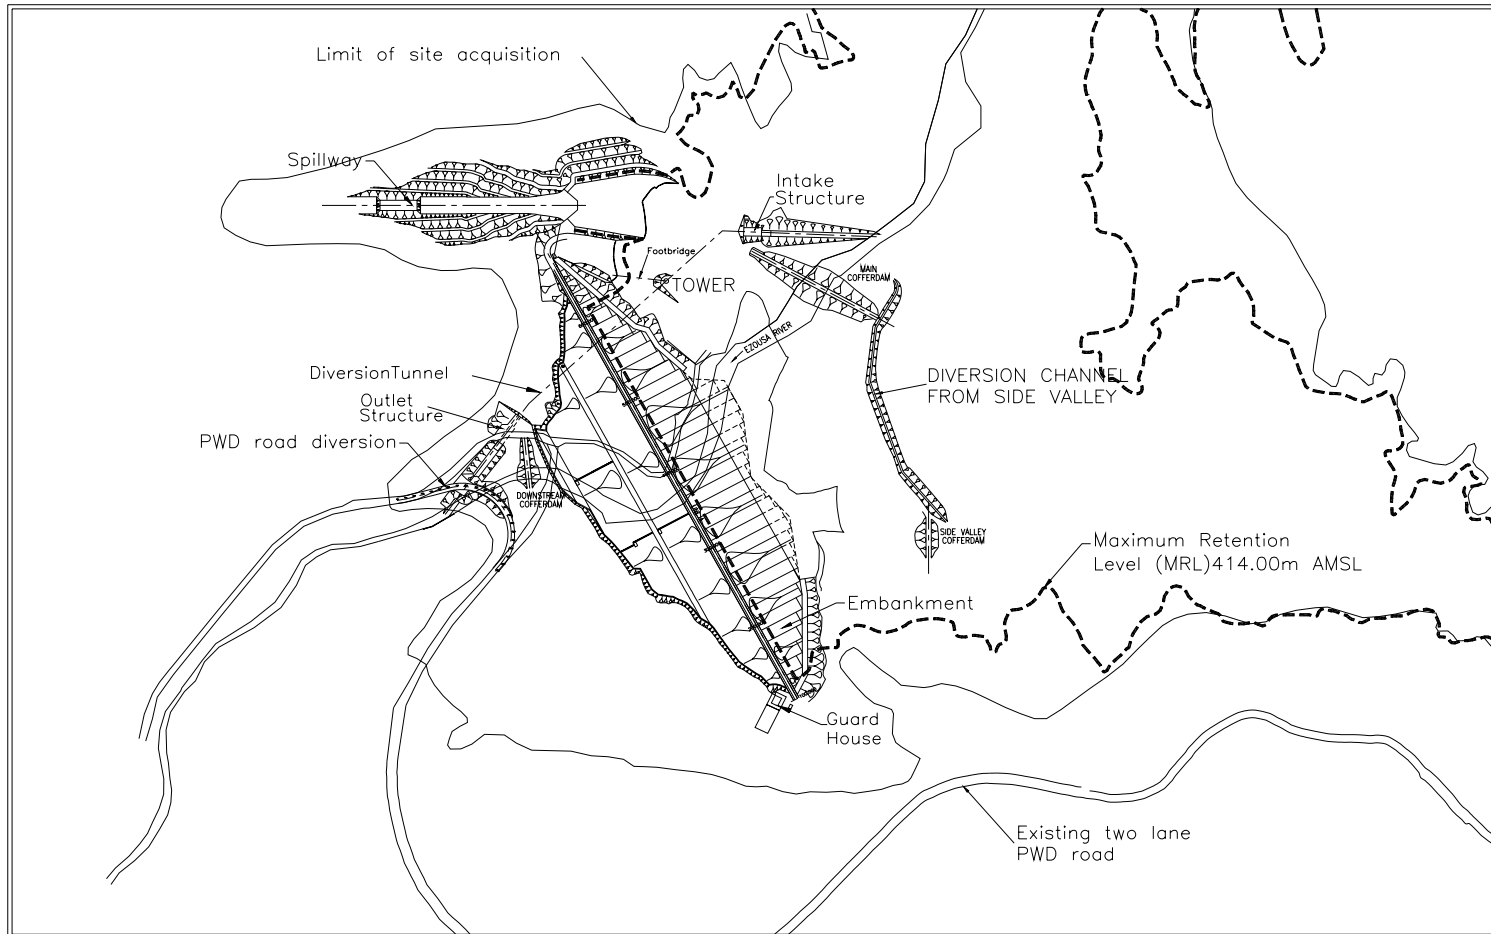 Limit of site acquisition
Spillway
Intake
Structure
Footbridge
TOWER
MAIN
COFFERDAM
EZOUSA RIVER
DiversionTunnel
Outlet
Structure
PWD road diversion
DIVERSION CHANNEL
FROM SIDE VALLEY
DOWNSTREAM
COFFERDAM
SIDE VALLEY
COFFERDAM
Maximum Retention
Level (MRL)414.00m AMSL
Embankment
Guard
House
Existing two lane
PWD road